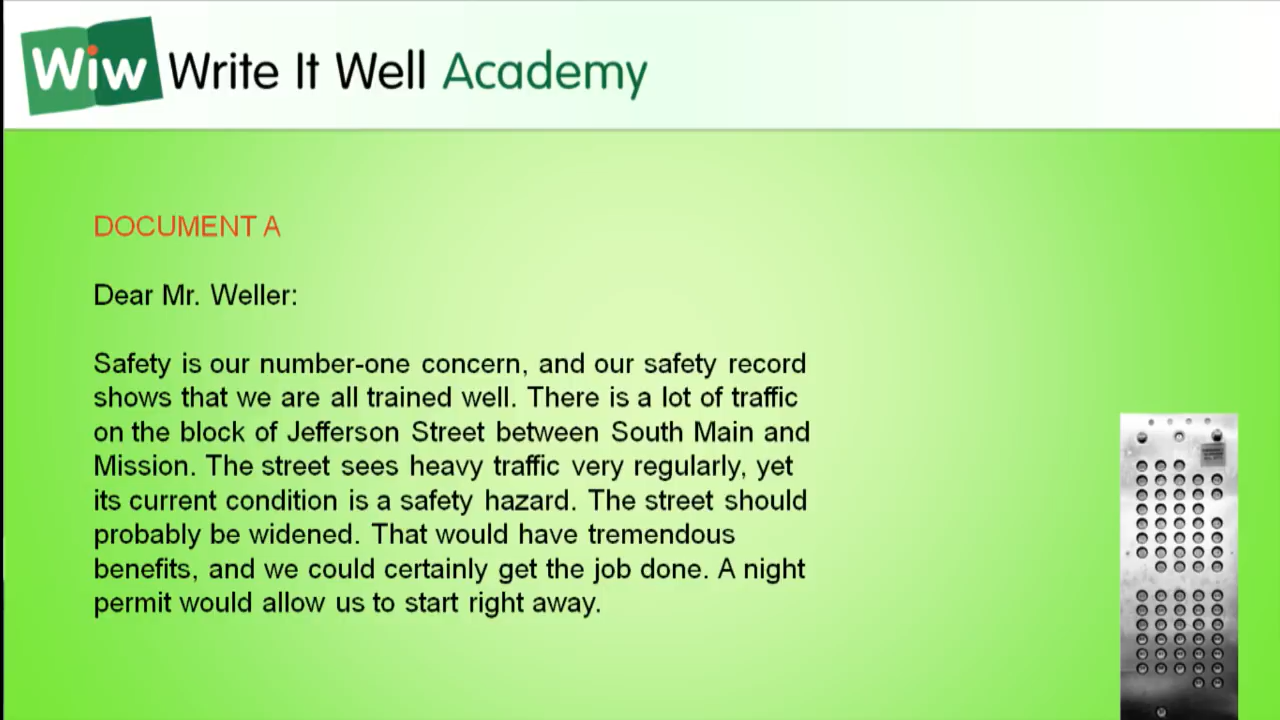 Wiw Write It Well Academy
DOCUMENT A
Dear Mr. Weller:
Safety is our number-one concern, and our safety record
shows that we are all trained well. There is a lot of traffic
on the block of Jefferson Street between South Main and
Mission. The street sees heavy traffic very regularly, yet
its current condition is a safety hazard. The street should
probably be widened. That would have tremendous
benefits, and we could certainly get the job done. A night
permit would allow us to start right away.